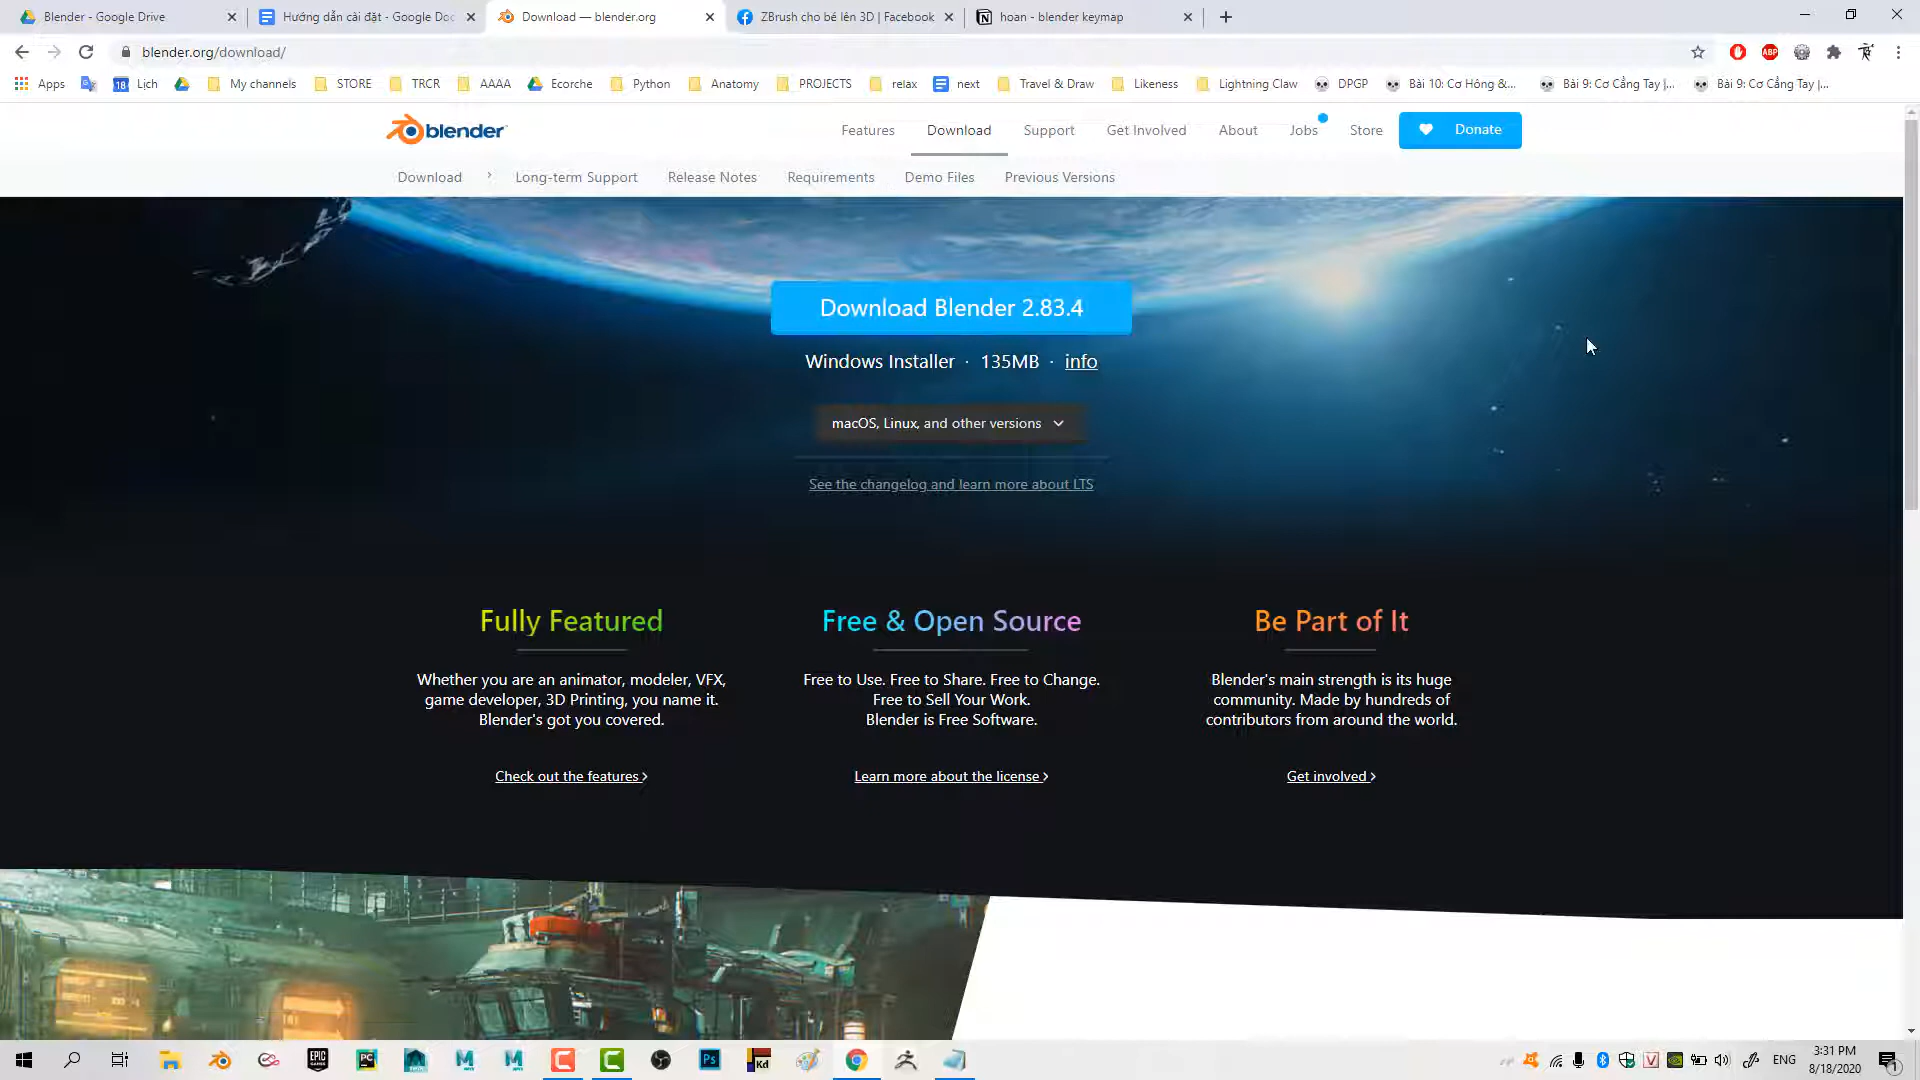 Blender - Google Drive
Hướng dẫn cài đặt - Google Doc
Download — blender.org
ZBrush cho bé lên 3D | Facebook
hoan - blender keymap
blender.org/download/
ABP
Apps
18
Lich
My channels
STORE
TRCR
AAAA
Ecorche
Python
Anatomy
PROJECTS
relax
next
Travel & Draw
Likeness
Lightning Claw
DPGP
Bài 10: Cơ Hông &...
Bài 9: Cơ Cẳng Tay |...
Bài 9: Cơ Cẳng Tay |...
blender
Features
Download
Support
Get Involved
About
Jobs
Store
Donate
Download
Long-term Support
Release Notes
Requirements
Demo Files
Previous Versions
Download Blender 2.83.4
Windows Installer · 135MB · info
macOS, Linux, and other versions
See the changelog and learn more about LTS
Fully Featured
Whether you are an animator, modeler, VFX,
game developer, 3D Printing, you name it.
Blender's got you covered.
Check out the features
Free & Open Source
Free to Use. Free to Share. Free to Change.
Free to Sell Your Work.
Blender is Free Software.
Learn more about the license
Be Part of It
Blender's main strength is its huge
community. Made by hundreds of
contributors from around the world.
Get involved
EPIC
GAMES
PC
M
M
C
C
Ps
Kd
V
ENG
3:31 PM
8/18/2020
1